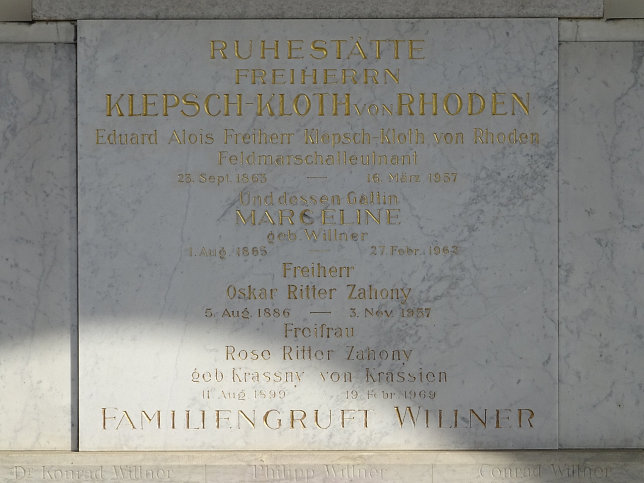 RUHESTÄTTE
FREIHERRN
KLEPSCH-KLOTH VON RHODEN
Eduard Alois Freiherr Klepsch-Kloth von Rhoden
Feldmarschalleutnant
23. Sept. 1863 — 16. März 1957
Und dessen Gattin
MARCELINE
geb. Willner
1. Aug. 1865 — 27. Febr. 1962
Freiherr
Oskar Ritter Zahony
5. Aug. 1886 — 3. Nov. 1957
Freifrau
Rose Ritter Zahony
geb Krassny von Krassien
11. Aug. 1899 19. Febr. 1969
FAMILIENGRUFT WILLNER
Dr Konrad Willner Philipp Willner Conrad Willner